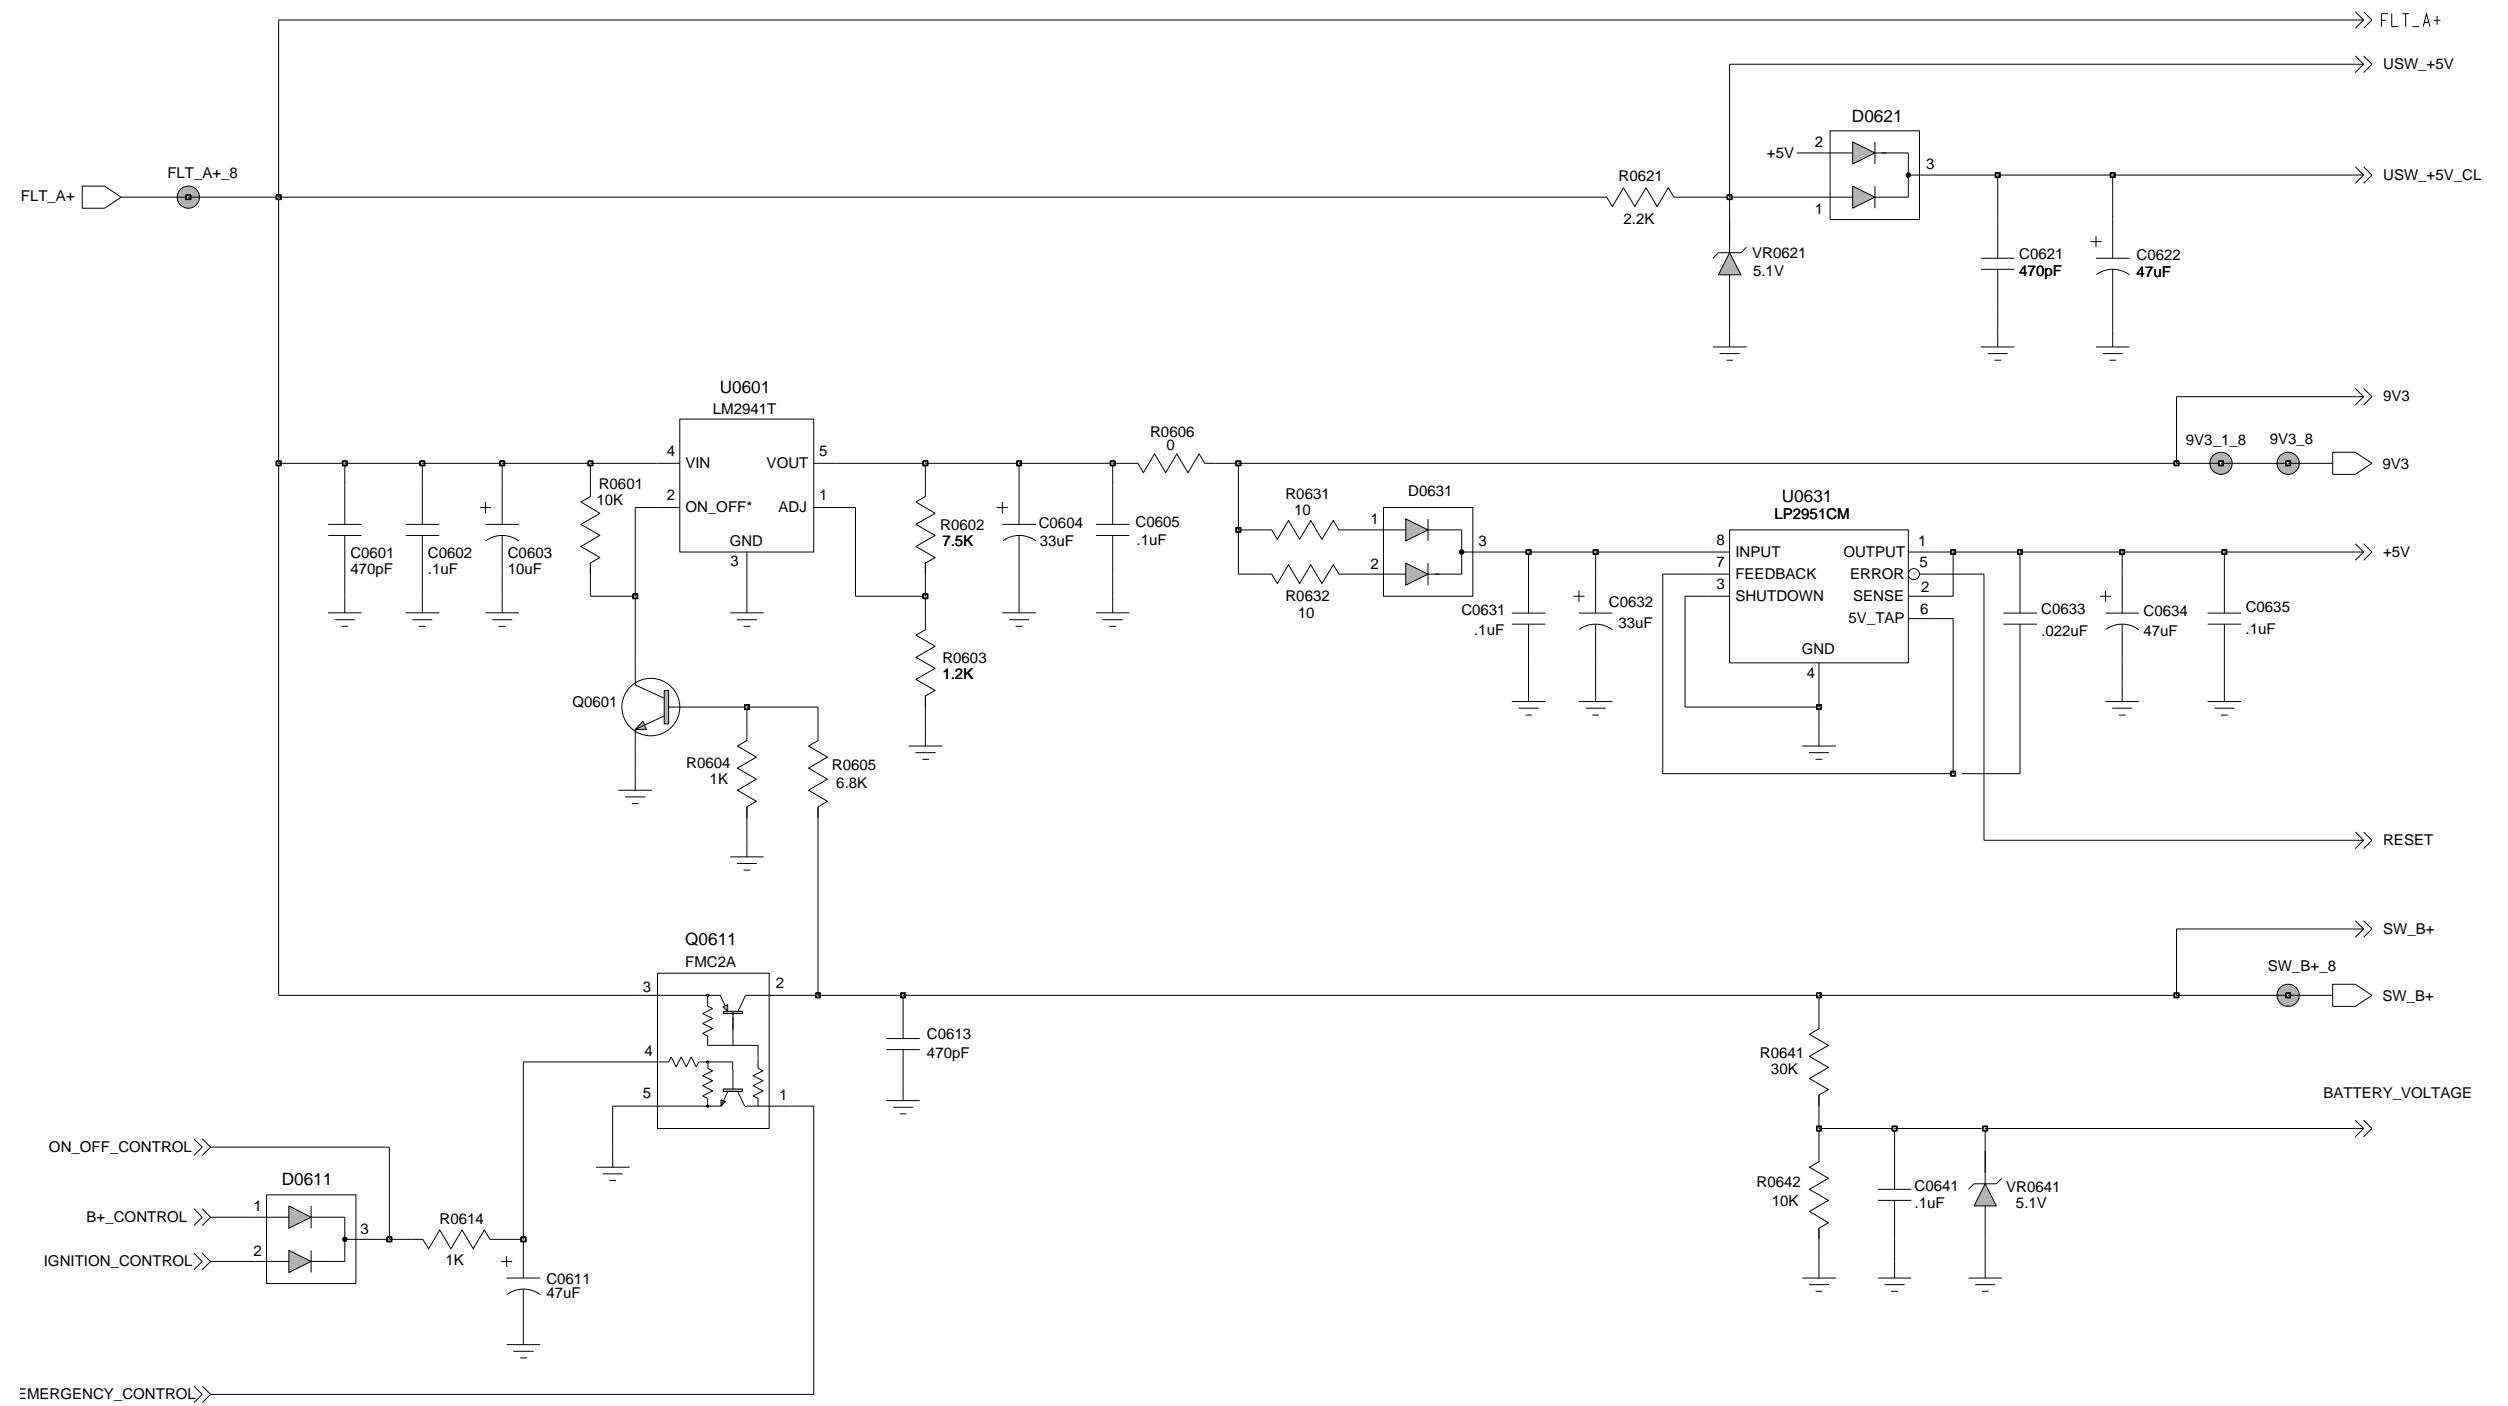 FLT_A+
USW_+5V
D0621
+5V
2
3
1
USW_+5V_CL
FLT_A+_8
FLT_A+
R0621
2.2K
VR0621
5.1V
C0621
470pF
+
C0622
47uF
U0601
LM2941T
4
VIN
VOUT
5
2
ON_OFF*
ADJ
1
GND
3
R0601
10K
C0601
470pF
C0602
.1uF
+
C0603
10uF
R0602
7.5K
+
C0604
33uF
C0605
.1uF
R0606
0
9V3
9V3_1_8
9V3_8
9V3
R0631
10
R0632
10
D0631
1
2
3
U0631
LP2951CM
8
INPUT
OUTPUT
1
7
FEEDBACK
ERROR
5
3
SHUTDOWN
SENSE
2
5V_TAP
6
GND
4
+5V
C0631
.1uF
+
C0632
33uF
C0633
.022uF
+
C0634
47uF
C0635
.1uF
R0603
1.2K
Q0601
R0604
1K
R0605
6.8K
RESET
Q0611
FMC2A
3
2
4
5
1
C0613
470pF
SW_B+
SW_B+_8
SW_B+
R0641
30K
BATTERY_VOLTAGE
R0642
10K
C0641
.1uF
VR0641
5.1V
ON_OFF_CONTROL
D0611
B+_CONTROL
1
3
IGNITION_CONTROL
2
R0614
1K
+
C0611
47uF
EMERGENCY_CONTROL